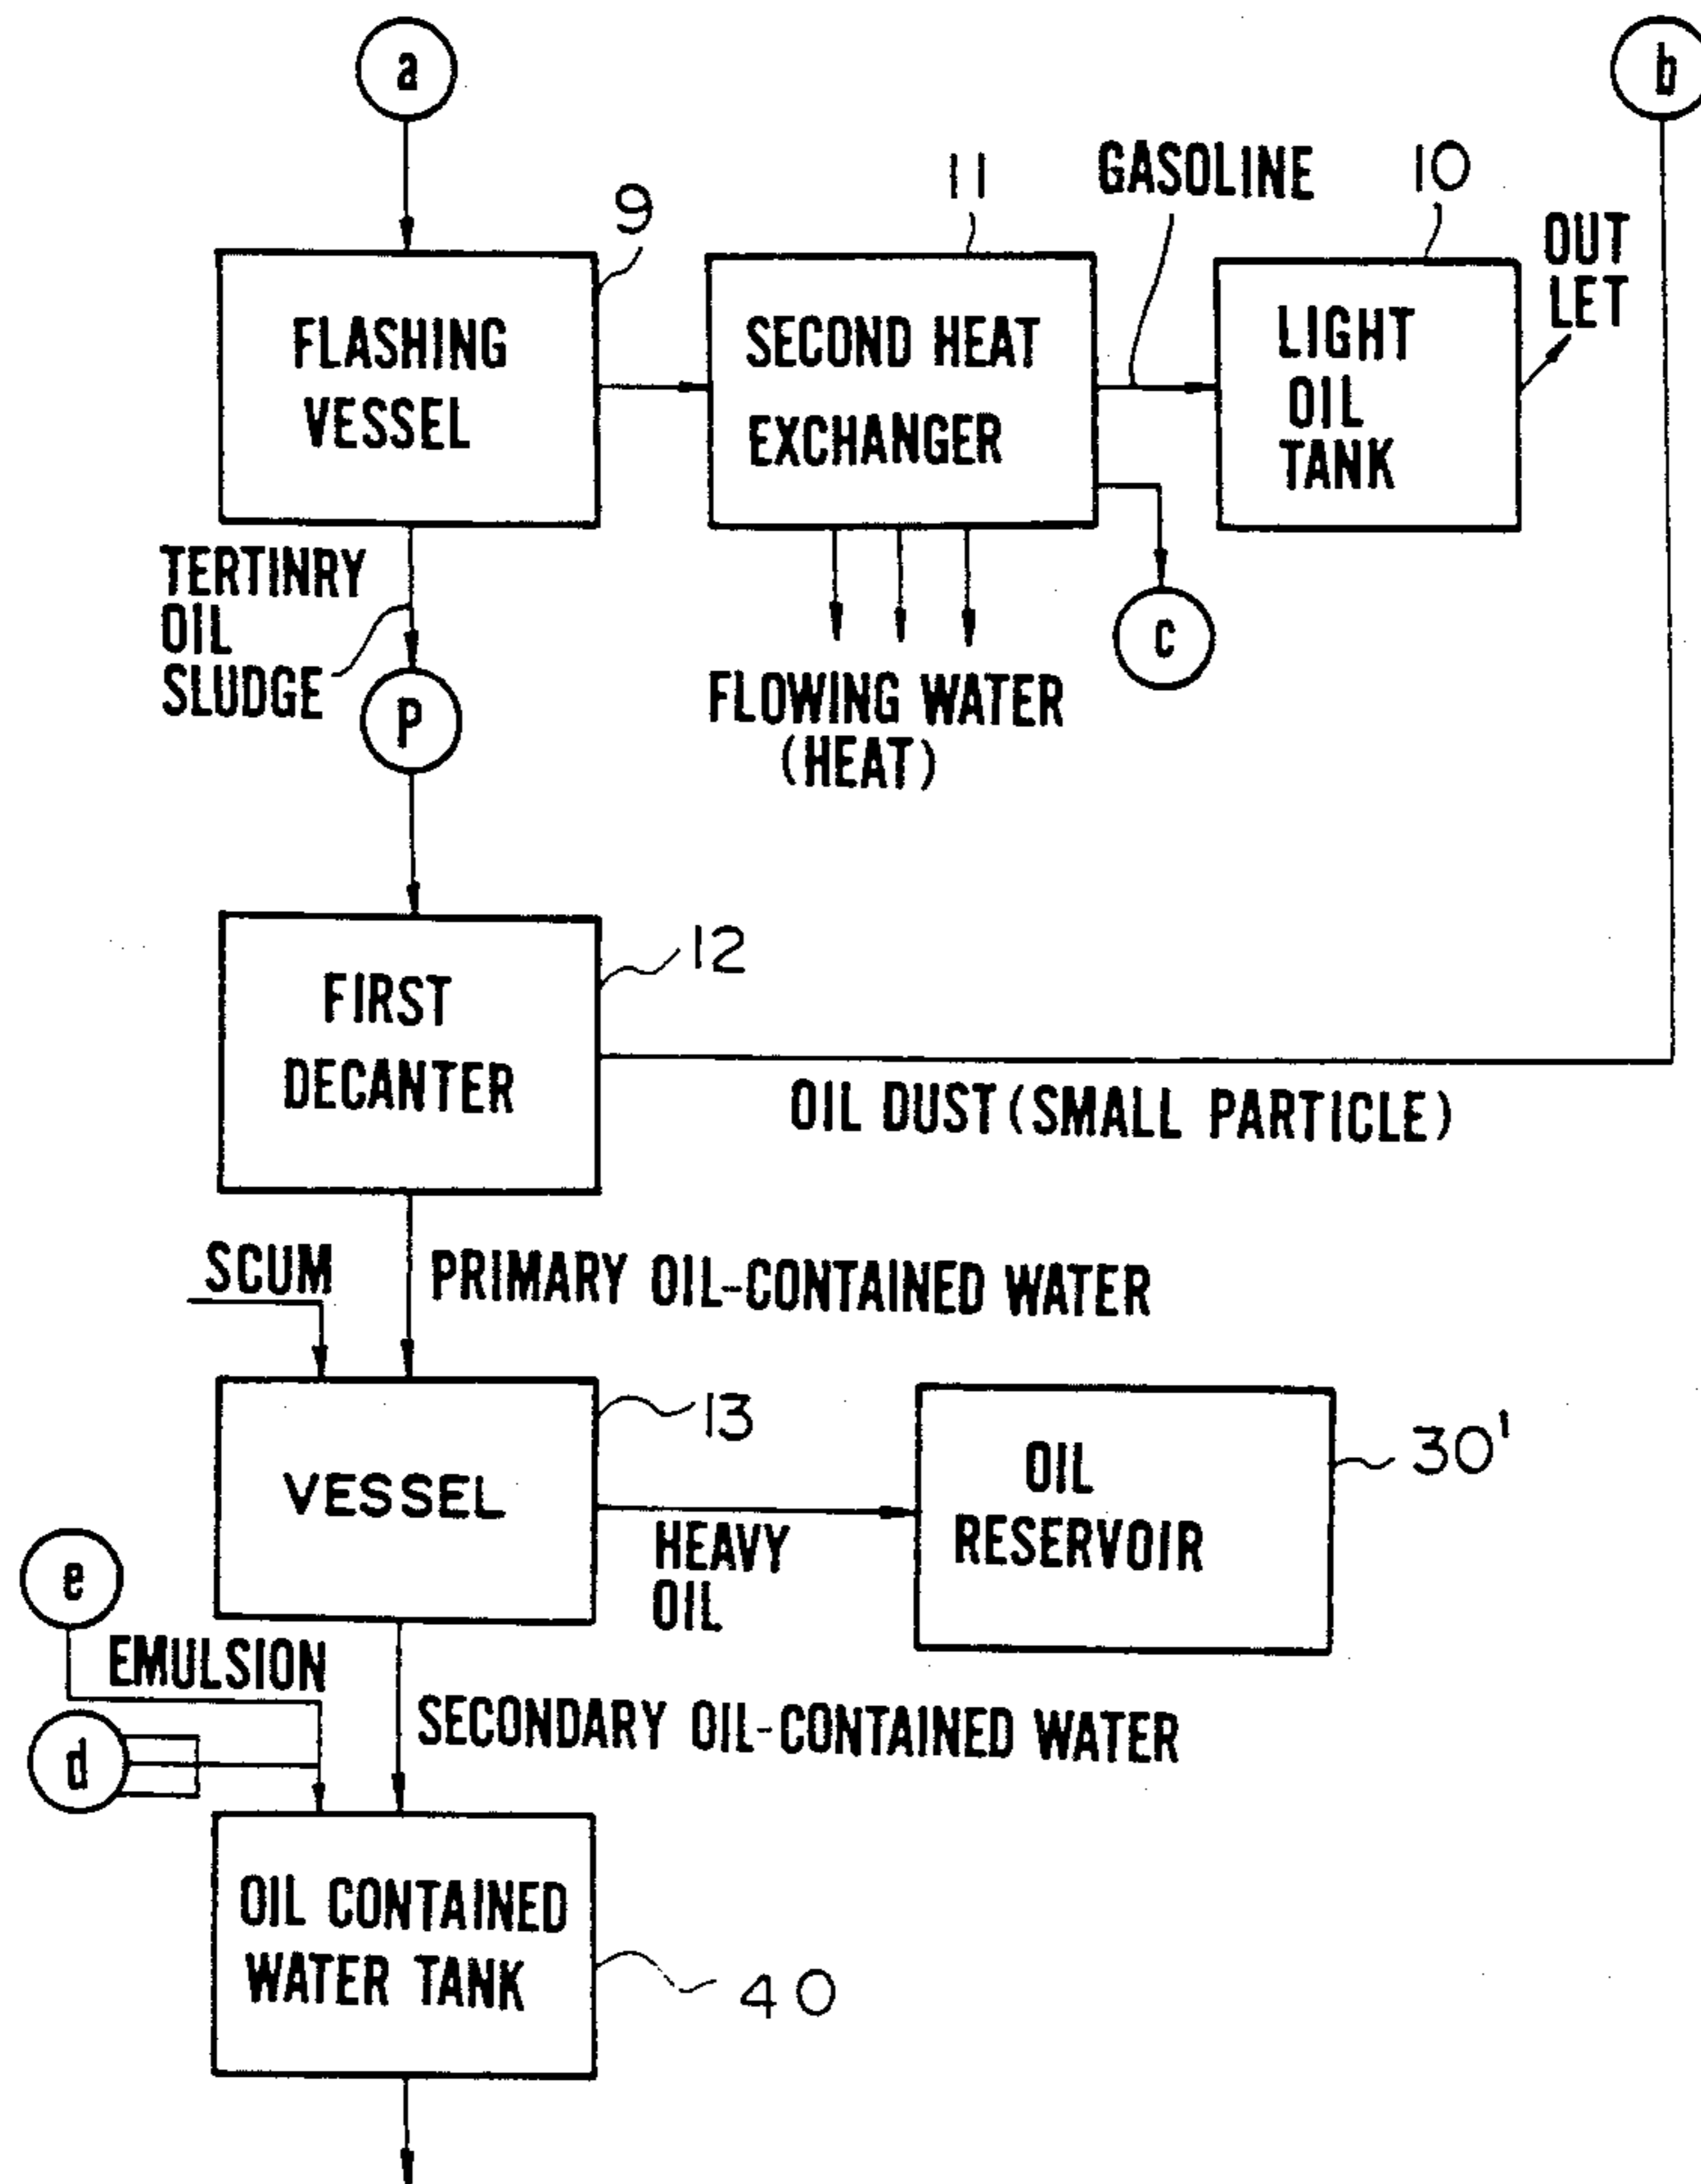 a
b
9
11
GASOLINE
10
OUT
LET
FLASHING
VESSEL
SECOND HEAT
EXCHANGER
LIGHT
OIL
TANK
TERTINRY
OIL
SLUDGE
P
c
FLOWING WATER
(HEAT)
12
FIRST
DECANTER
OIL DUST (SMALL PARTICLE)
SCUM
PRIMARY OIL-CONTAINED WATER
13
VESSEL
HEAVY
OIL
OIL
RESERVOIR
30'
e
EMULSION
d
SECONDARY OIL-CONTAINED WATER
OIL CONTAINED
WATER TANK
40